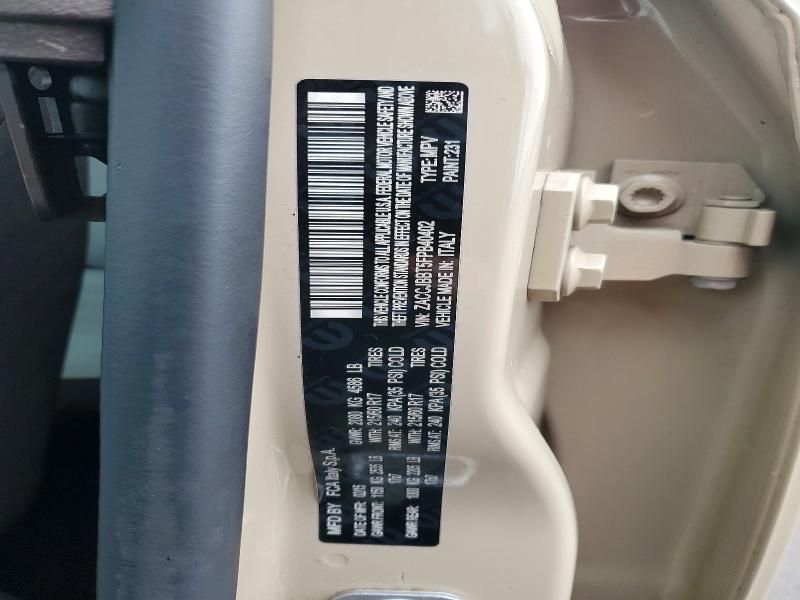 MFD BY FCA Italy S.p.A
DATE OF MFR: 02/15 GVWR: 2080 KG 4586 LB
GAWR FRONT: 1150 KG 2535 LB WITH: 215/60 R17 TIRES
17x7 RIMS AT: 240 KPA (35 PSI) COLD
GAWR REAR: 1000 KG 2205 LB WITH: 215/60 R17 TIRES
17x7 RIMS AT: 240 KPA (35 PSI) COLD
THIS VEHICLE CONFORMS TO ALL APPLICABLE U.S.A. FEDERAL MOTOR VEHICLE SAFETY AND
THEFT PREVENTION STANDARDS IN EFFECT ON THE DATE OF MANUFACTURE SHOWN ABOVE
VIN: ZACCJBBT5FPB40402 TYPE: MPV
VEHICLE MADE IN: ITALY PAINT: 231